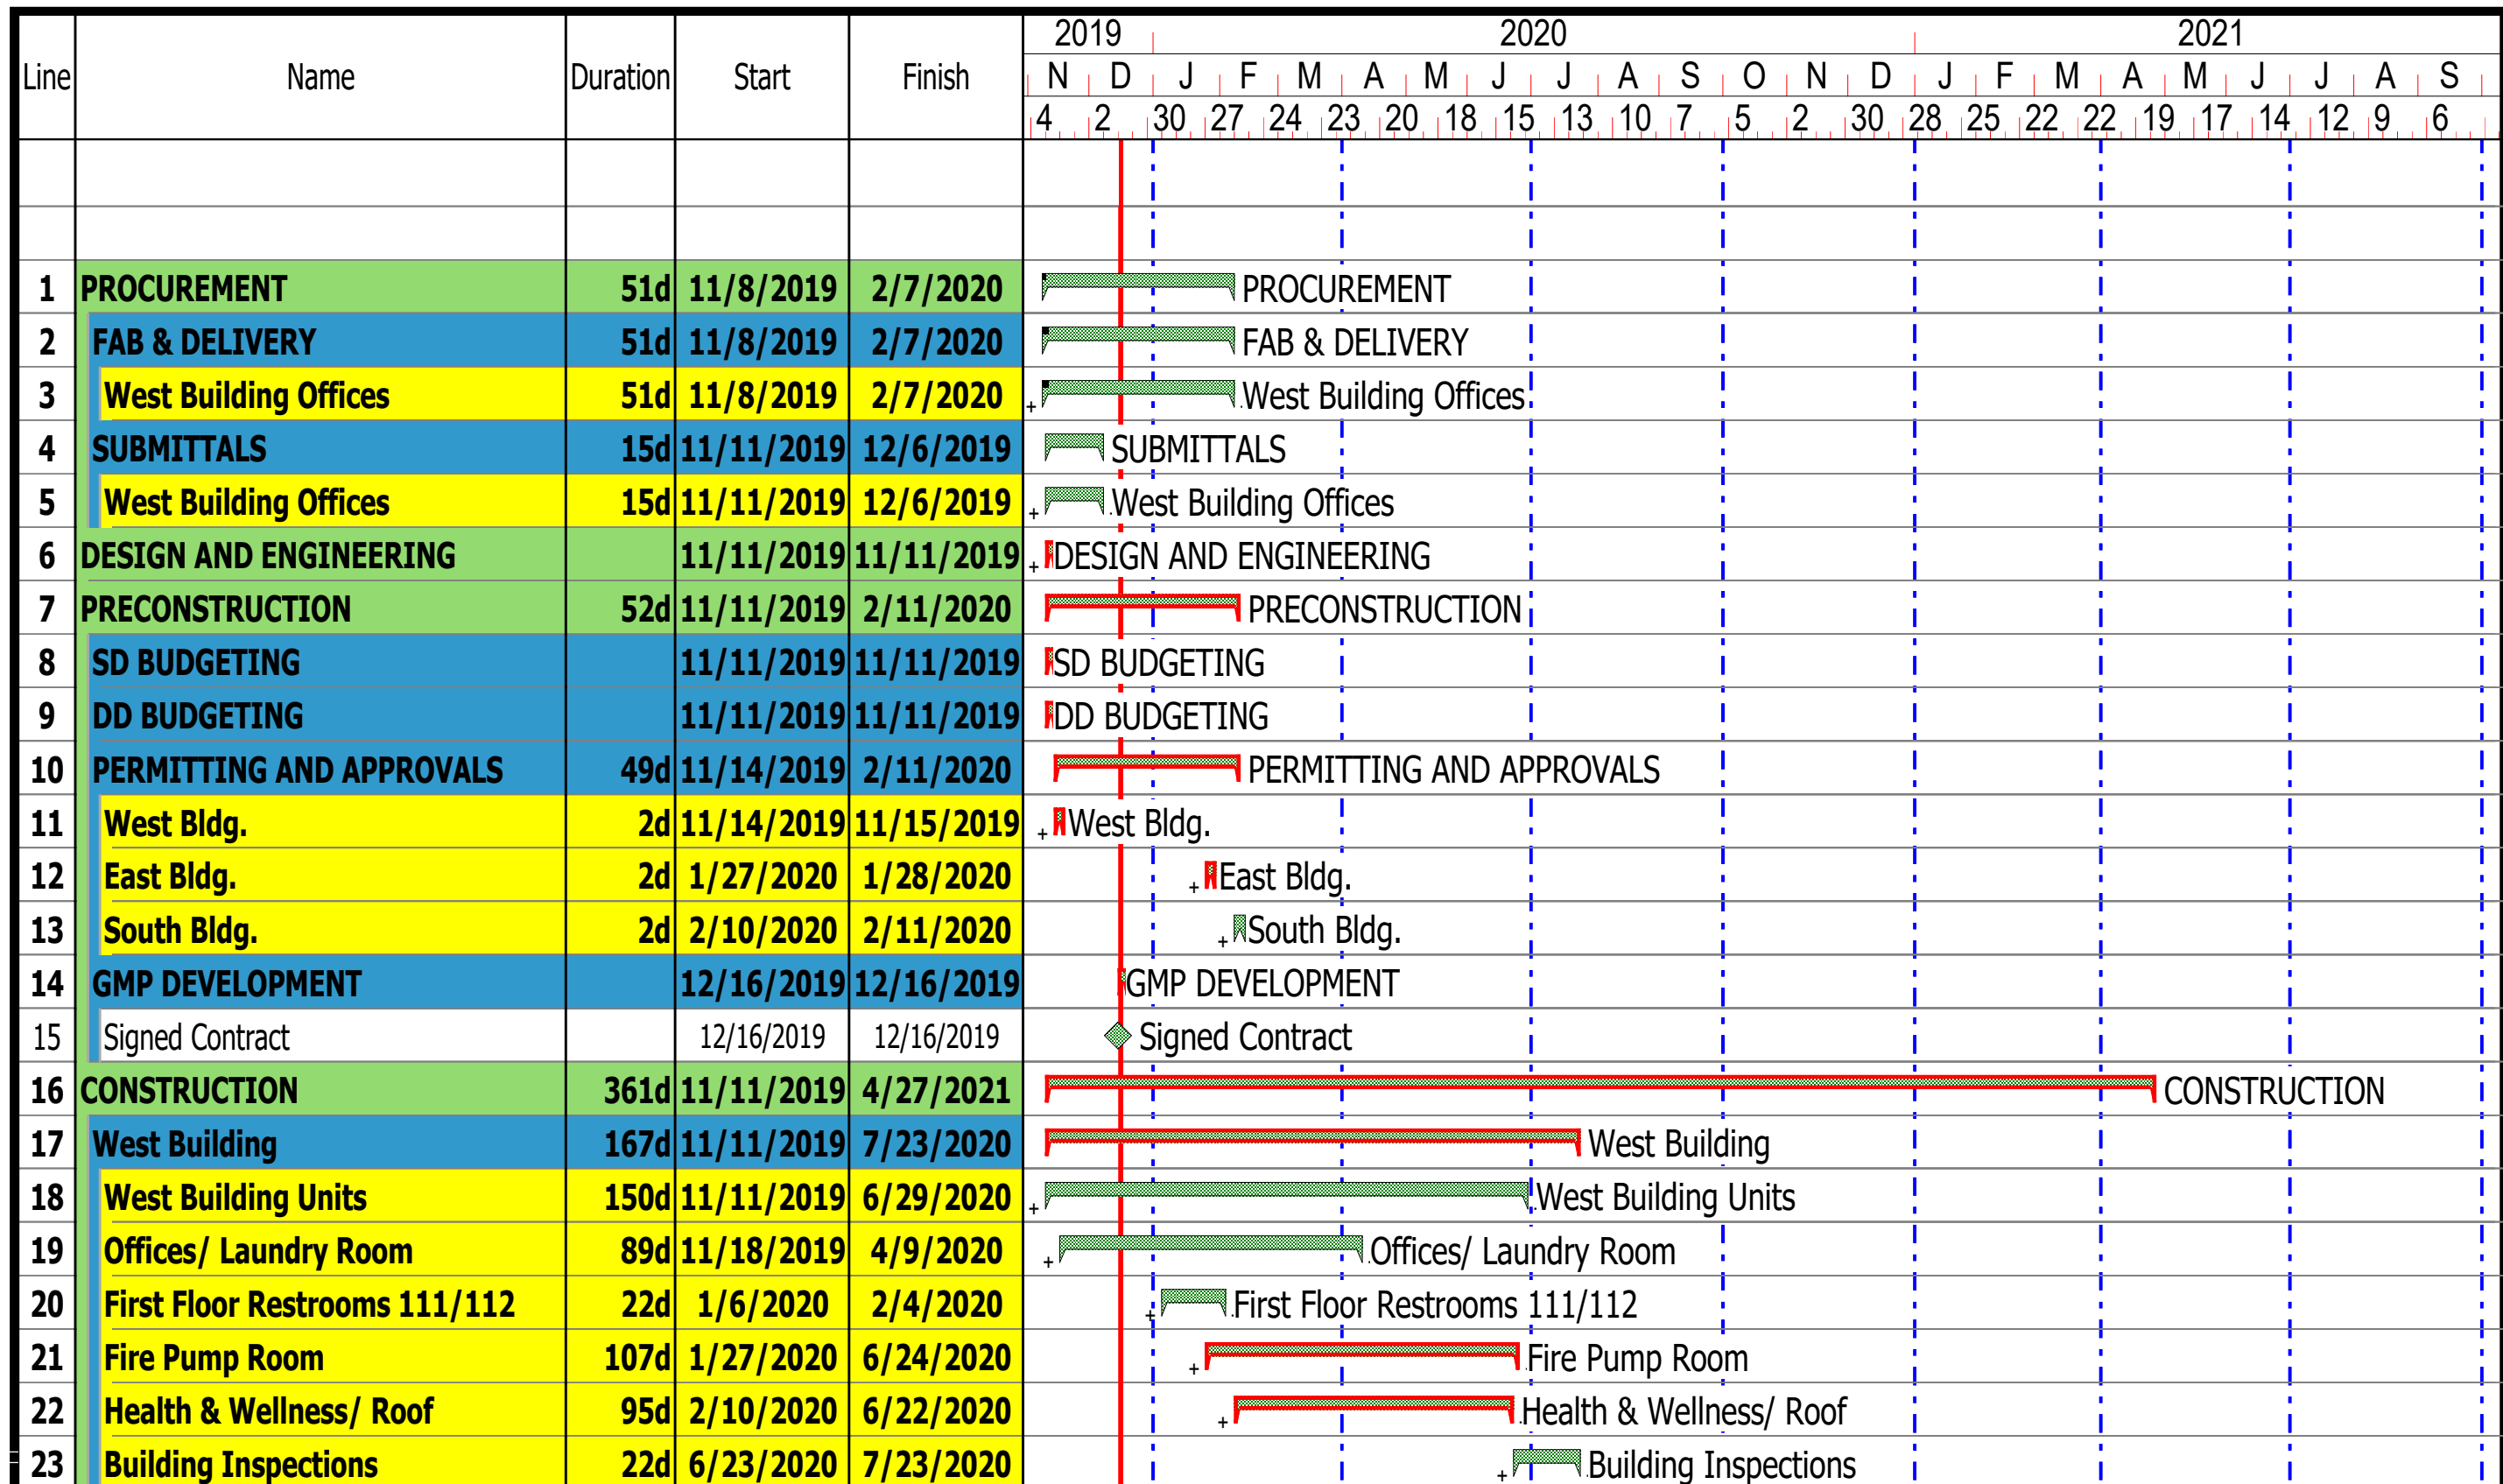 2019 2020 2021
Line Name Duration Start Finish N D J F M A M J J A S O N D J F M A M J J A S
4 2 30 27 24 23 20 18 15 13 10 7 5 2 30 28 25 22 22 19 17 14 12 9 6
1 PROCUREMENT 51d 11/8/2019 2/7/2020 PROCUREMENT
2 FAB & DELIVERY 51d 11/8/2019 2/7/2020 FAB & DELIVERY
3 West Building Offices 51d 11/8/2019 2/7/2020 + West Building Offices
4 SUBMITTALS 15d 11/11/2019 12/6/2019 SUBMITTALS
5 West Building Offices 15d 11/11/2019 12/6/2019 + West Building Offices
6 DESIGN AND ENGINEERING 11/11/2019 11/11/2019 + DESIGN AND ENGINEERING
7 PRECONSTRUCTION 52d 11/11/2019 2/11/2020 PRECONSTRUCTION
8 SD BUDGETING 11/11/2019 11/11/2019 SD BUDGETING
9 DD BUDGETING 11/11/2019 11/11/2019 DD BUDGETING
10 PERMITTING AND APPROVALS 49d 11/14/2019 2/11/2020 PERMITTING AND APPROVALS
11 West Bldg. 2d 11/14/2019 11/15/2019 + West Bldg.
12 East Bldg. 2d 1/27/2020 1/28/2020 + East Bldg.
13 South Bldg. 2d 2/10/2020 2/11/2020 + South Bldg.
14 GMP DEVELOPMENT 12/16/2019 12/16/2019 GMP DEVELOPMENT
15 Signed Contract 12/16/2019 12/16/2019 Signed Contract
16 CONSTRUCTION 361d 11/11/2019 4/27/2021 CONSTRUCTION
17 West Building 167d 11/11/2019 7/23/2020 West Building
18 West Building Units 150d 11/11/2019 6/29/2020 + West Building Units
19 Offices/ Laundry Room 89d 11/18/2019 4/9/2020 + Offices/ Laundry Room
20 First Floor Restrooms 111/112 22d 1/6/2020 2/4/2020 + First Floor Restrooms 111/112
21 Fire Pump Room 107d 1/27/2020 6/24/2020 + Fire Pump Room
22 Health & Wellness/ Roof 95d 2/10/2020 6/22/2020 + Health & Wellness/ Roof
23 Building Inspections 22d 6/23/2020 7/23/2020 + Building Inspections